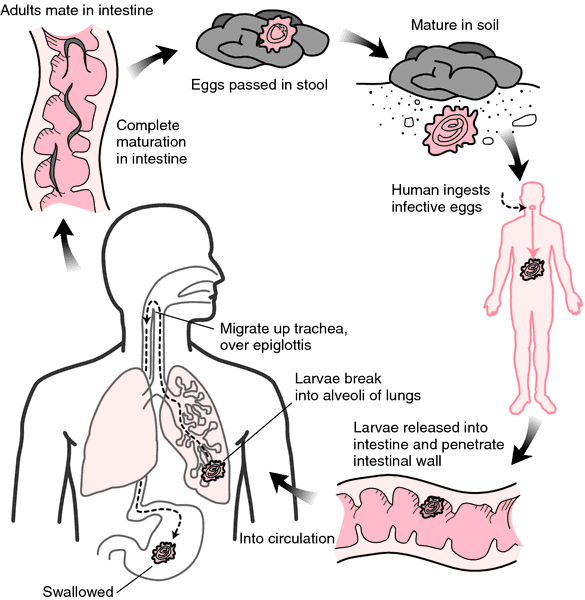 Adults mate in intestine
Eggs passed in stool
Mature in soil
Complete
maturation
in intestine
Human ingests
infective eggs
Migrate up trachea,
over epiglottis
Larvae break
into alveoli of lungs
Larvae released into
intestine and penetrate
intestinal wall
Into circulation
Swallowed